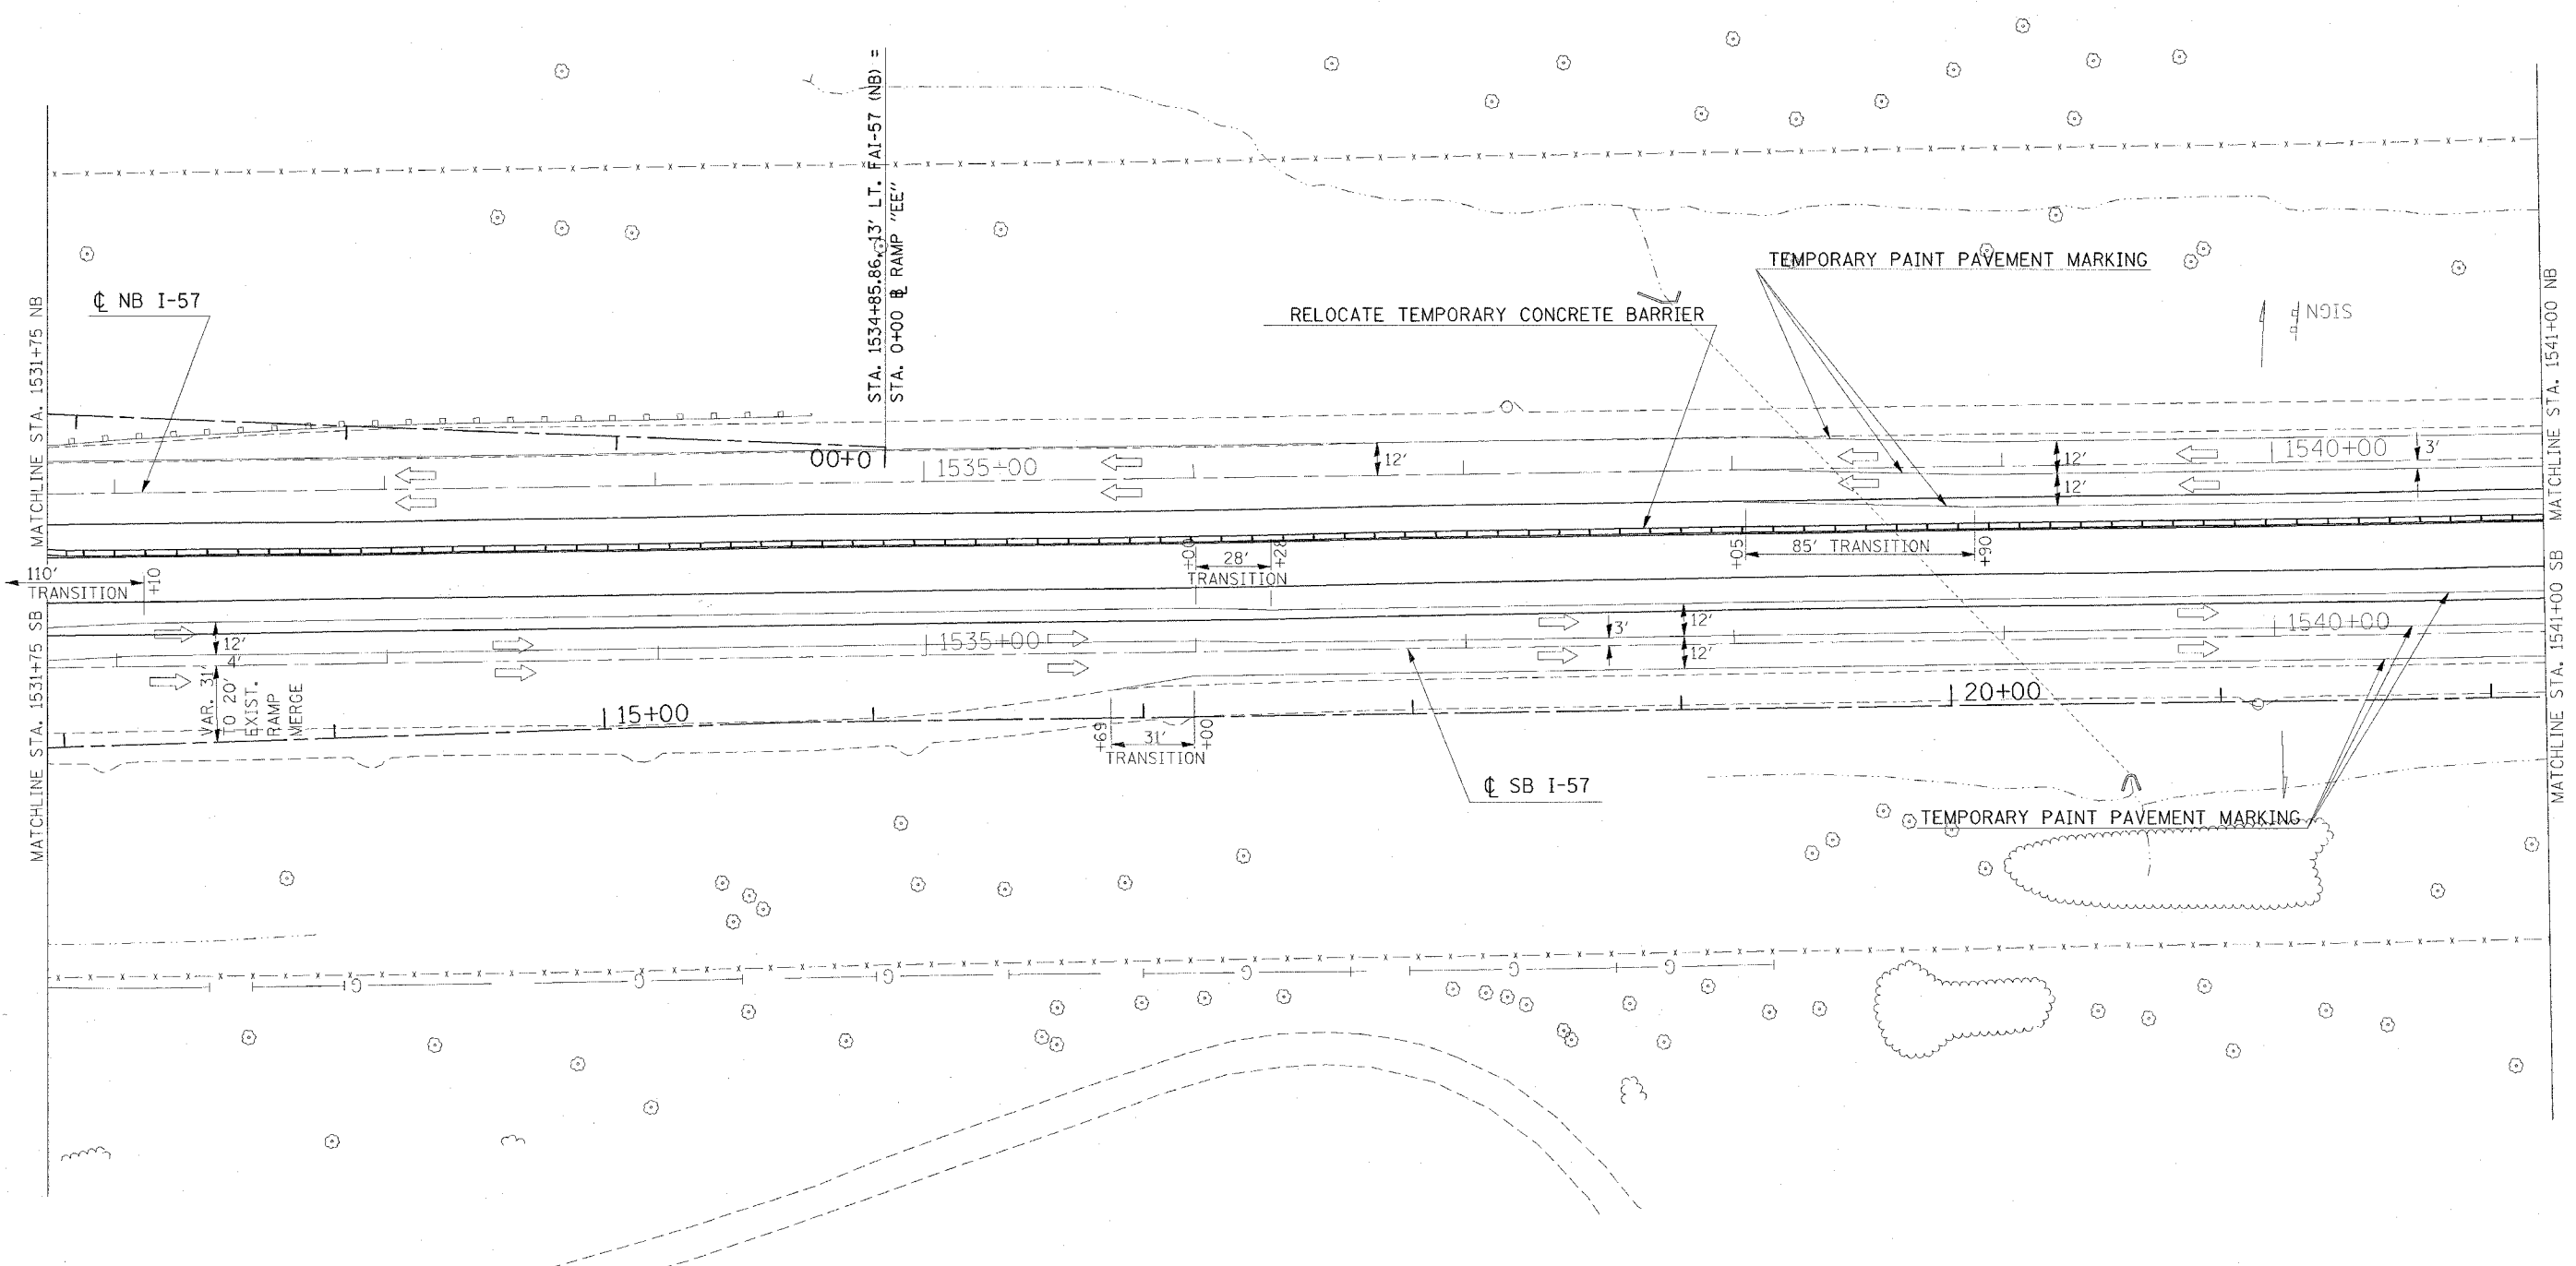 STA. 1534+85.86, 13' LT. FAI-57 (NB) =
STA. 0+00 ⅊ RAMP "EE"
MATCHLINE STA. 1531+75 NB
℄ NB I-57
TEMPORARY PAINT PAVEMENT MARKING
RELOCATE TEMPORARY CONCRETE BARRIER
SIGN
MATCHLINE STA. 1541+00 NB
00+0
1535+00
12'
12'
12'
1540+00
3'
110'
TRANSITION
+10
+00
28'
+28
TRANSITION
+05
85' TRANSITION
+90
MATCHLINE STA. 1531+75 SB
12'
4'
VAR. 31'
TO 20'
EXIST.
RAMP
MERGE
1535+00
3'
12'
12'
1540+00
15+00
20+00
+69
31'
+00
TRANSITION
℄ SB I-57
TEMPORARY PAINT PAVEMENT MARKING
MATCHLINE STA. 1541+00 SB
G
G
G
G
G
G